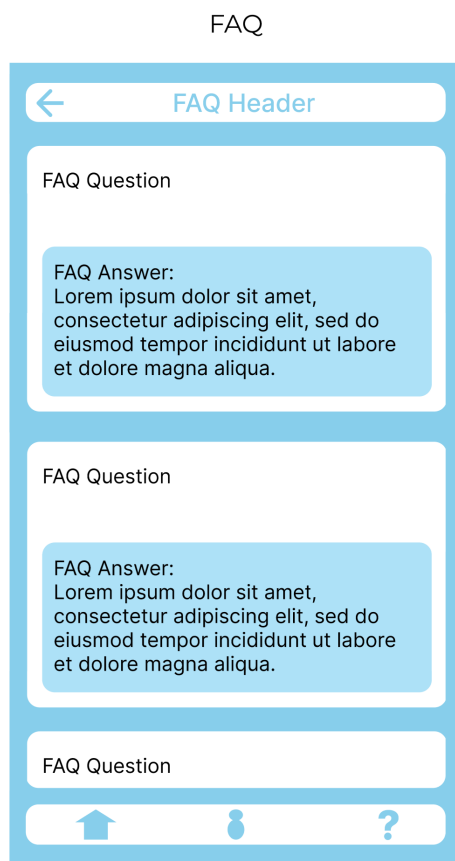 FAQ
FAQ Header
FAQ Question
FAQ Answer:
Lorem ipsum dolor sit amet,
consectetur adipiscing elit, sed do
eiusmod tempor incididunt ut labore
et dolore magna aliqua.
FAQ Question
FAQ Answer:
Lorem ipsum dolor sit amet,
consectetur adipiscing elit, sed do
eiusmod tempor incididunt ut labore
et dolore magna aliqua.
FAQ Question
?